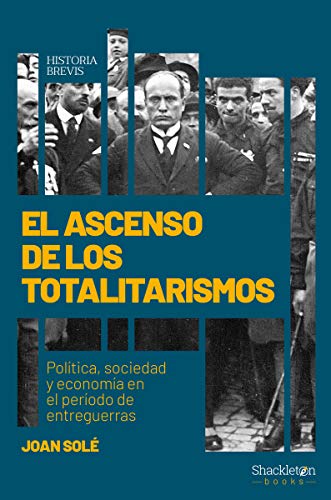 HISTORIA
BREVIS
EL ASCENSO
DE LOS
TOTALITARISMOS
Política, sociedad
y economía en
el período de
entreguerras
JOAN SOLÉ
Shackleton
books